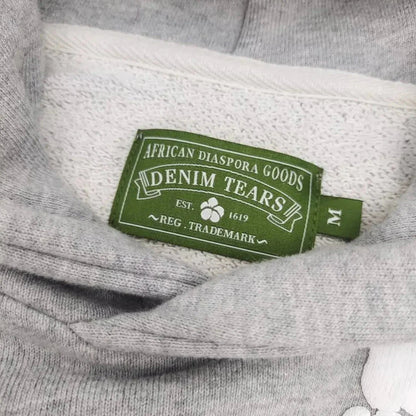 AFRICAN DIASPORA GOODS
DENIM TEARS
EST. 1619
~REG. TRADEMARK~
M